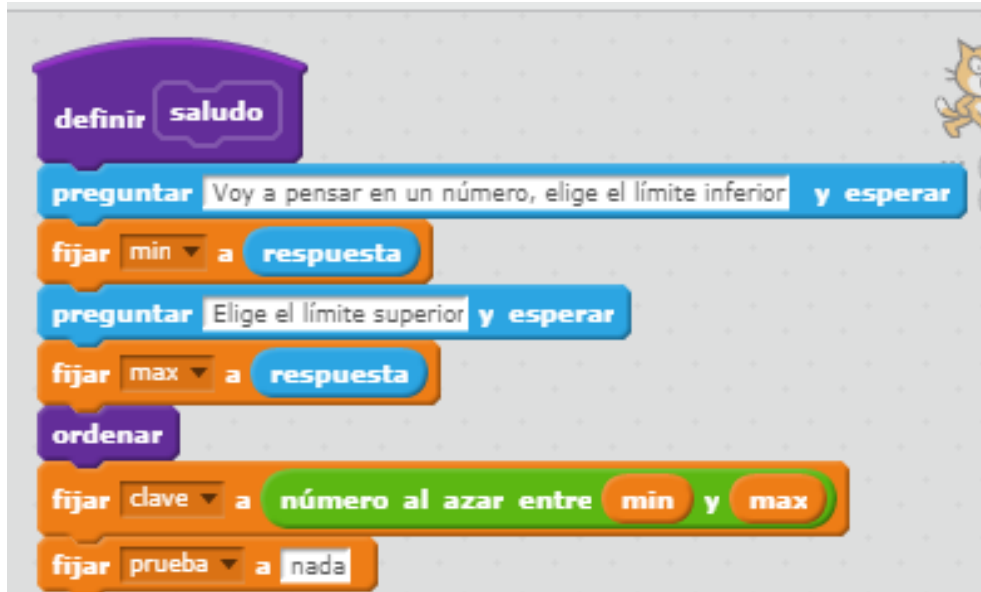 definir saludo
preguntar Voy a pensar en un número, elige el límite inferior y esperar
fijar min a respuesta
preguntar Elige el límite superior y esperar
fijar max a respuesta
ordenar
fijar clave a número al azar entre min y max
fijar prueba a nada